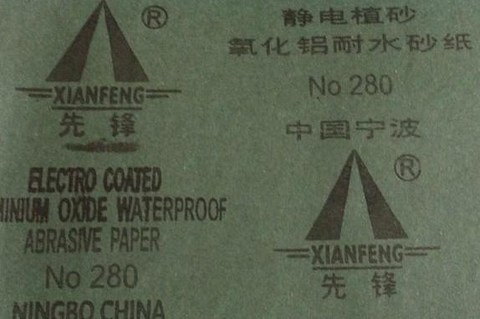 ®
XIANFENG
先 锋
ELECTRO COATED
MINIUM OXIDE WATERPROOF
ABRASIVE PAPER
No 280
NINGBO CHINA
静电植砂
氧化铝耐水砂纸
No 280
中国宁波
®
XIANFENG
先 锋